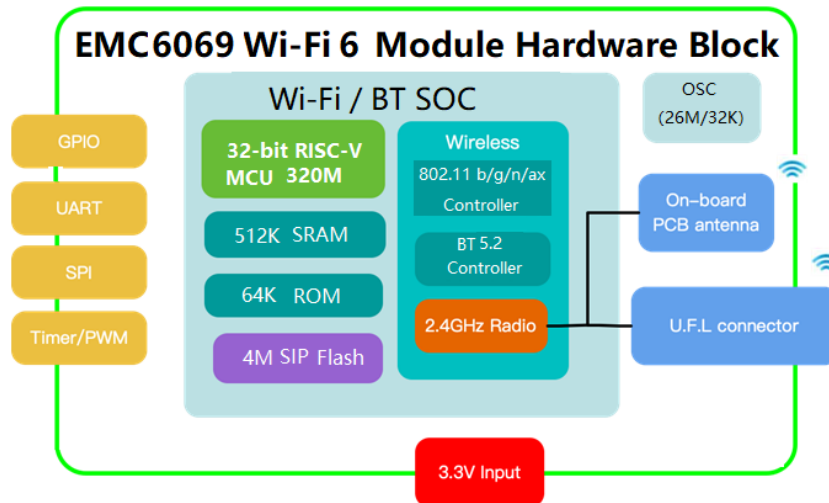 EMC6069 Wi-Fi 6 Module Hardware Block
Wi-Fi / BT SOC
OSC
(26M/32K)
GPIO
UART
SPI
Timer/PWM
32-bit RISC-V
MCU 320M
512K SRAM
64K ROM
4M SIP Flash
Wireless
802.11 b/g/n/ax
Controller
BT 5.2
Controller
2.4GHz Radio
On-board
PCB antenna
U.F.L connector
3.3V Input